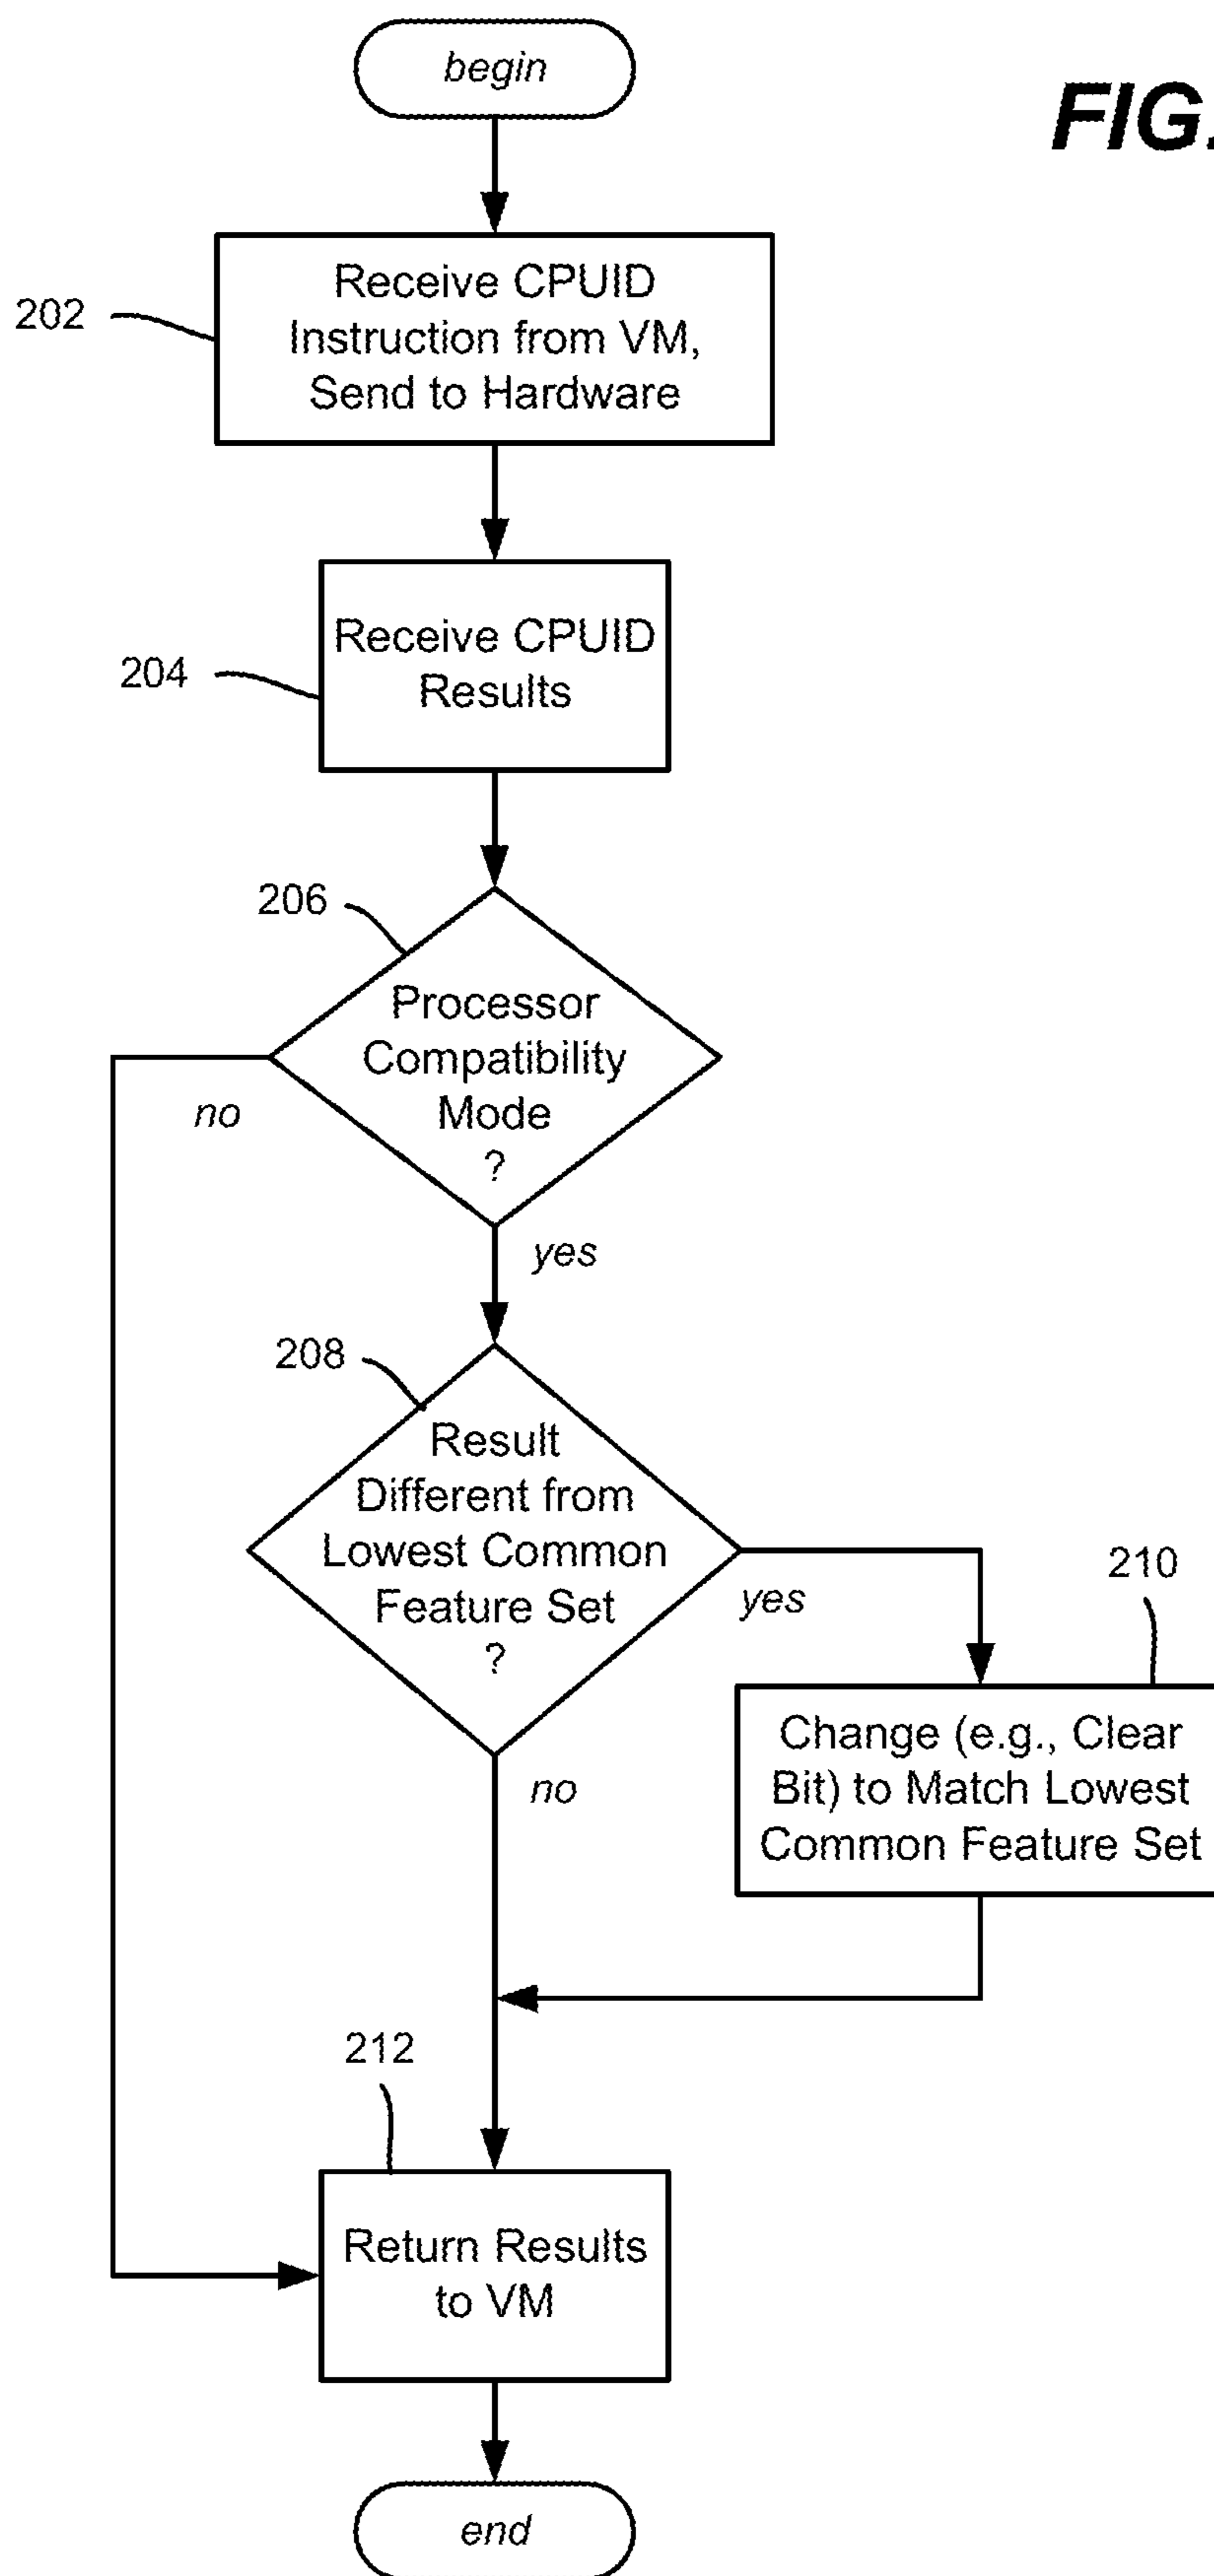 begin
FIG.
202
Receive CPUID
Instruction from VM,
Send to Hardware
204
Receive CPUID
Results
206
Processor
Compatibility
Mode
?
no
yes
208
Result
Different from
Lowest Common
Feature Set
?
yes
210
Change (e.g., Clear
Bit) to Match Lowest
Common Feature Set
no
212
Return Results
to VM
end